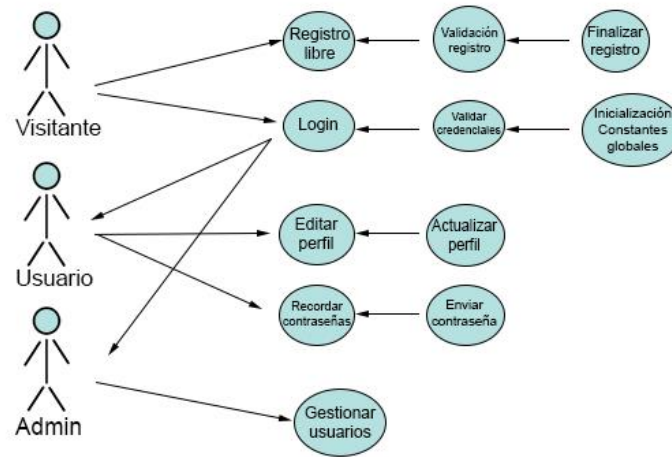 Registro
libre
Validación
registro
Finalizar
registro
Visitante
Login
Validar
credenciales
Inicialización
Constantes
globales
Usuario
Editar
perfil
Actualizar
perfil
Recordar
contraseñas
Enviar
contraseña
Admin
Gestionar
usuarios